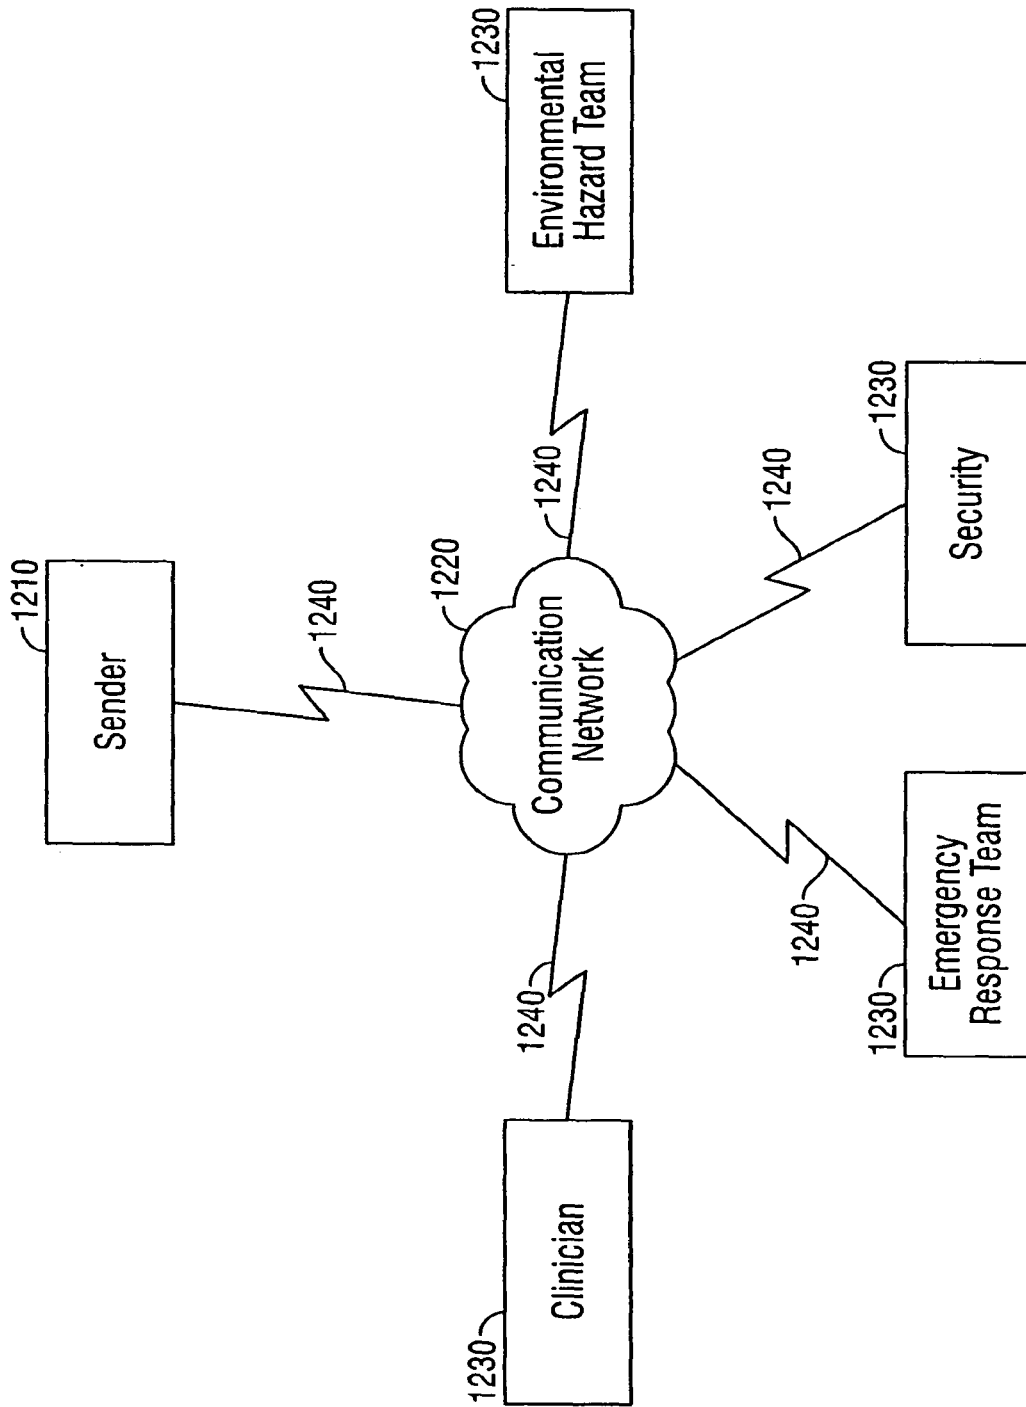 1210
Sender
1240
1220
Communication
Network
1240
1230
Clinician
1240
1230
Environmental
Hazard Team
1240
1230
Emergency
Response Team
1240
1230
Security